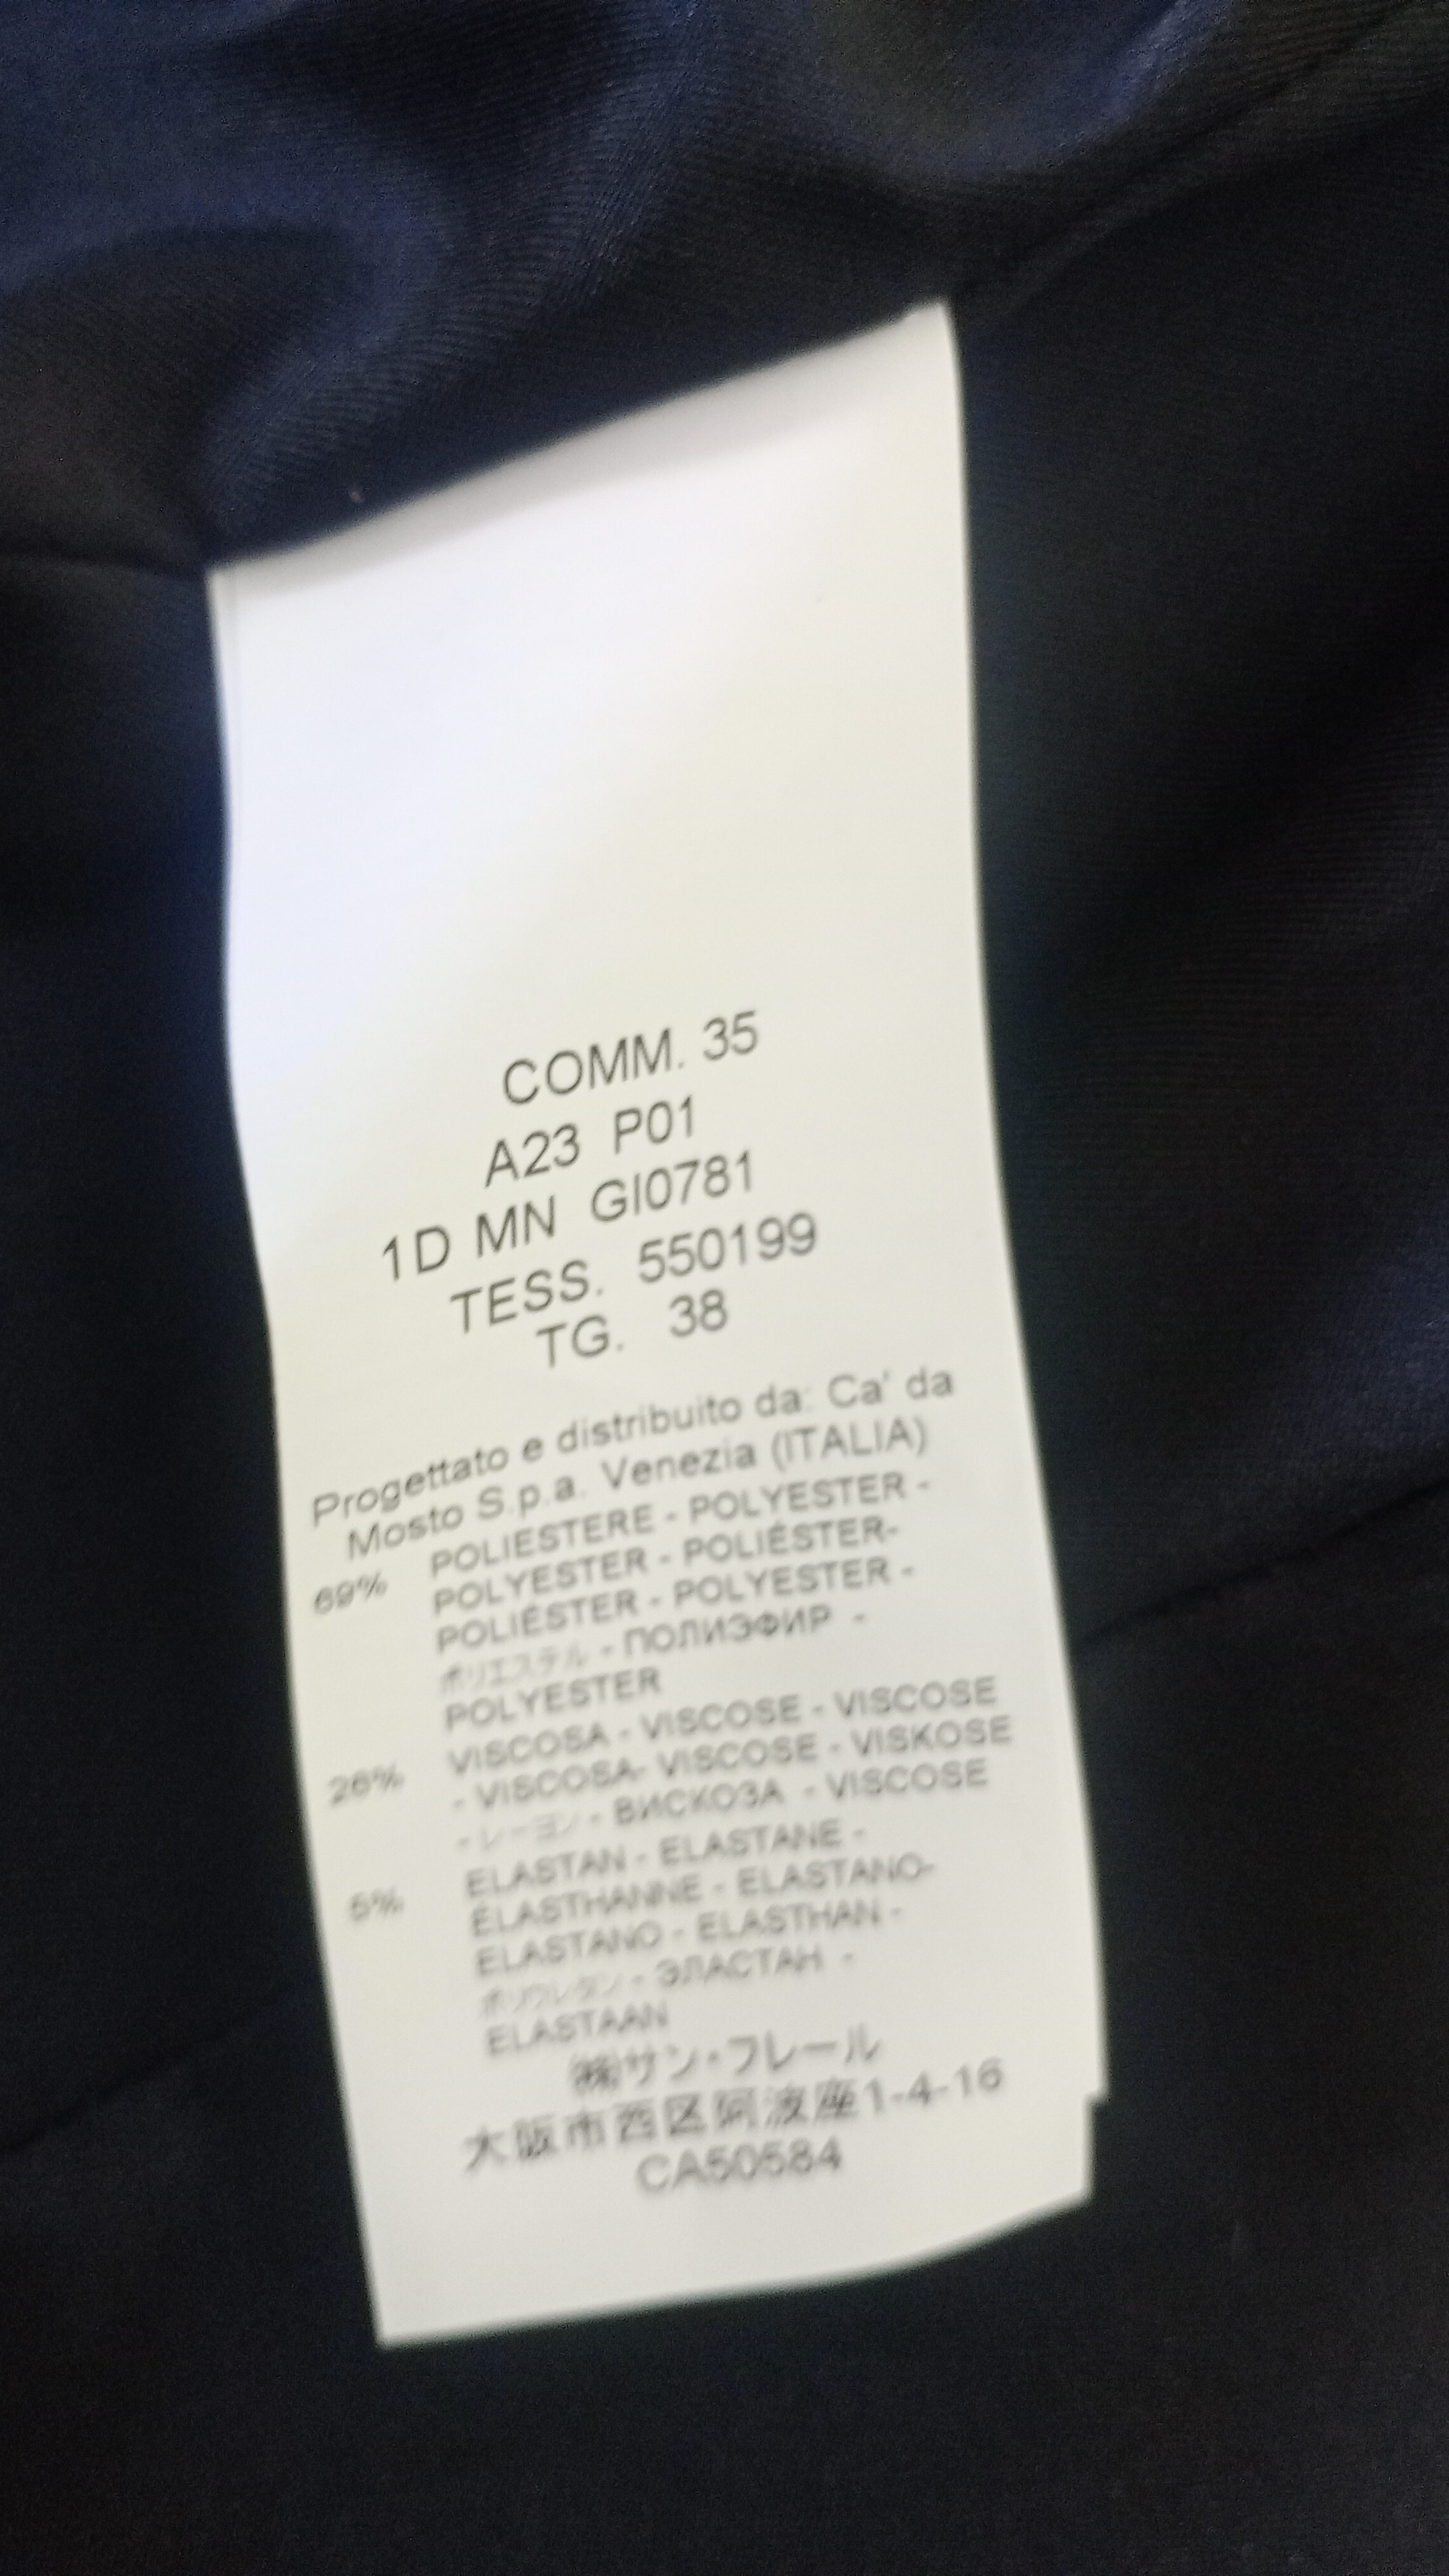 COMM. 35
A23 P01
1D MN GI0781
TESS. 550199
TG. 38
Progettato e distribuito da: Ca' da
Mosto S.p.a. Venezia (ITALIA)
69% POLIESTERE - POLYESTER -
POLYESTER - POLIÉSTER-
POLIÉSTER - POLYESTER -
ポリエステル - ПОЛИЭФИР -
POLYESTER
26% VISCOSA - VISCOSE - VISCOSE
- VISCOSA- VISCOSE - VISKOSE
- レーヨン - ВИСКОЗА - VISCOSE
5% ELASTAN - ELASTANE -
ÉLASTHANNE - ELASTANO-
ELASTANO - ELASTHAN -
ポリウレタン - ЭЛАСТАН -
ELASTAAN
㈱サン・フレール
大阪市西区阿波座1-4-16
CA50584